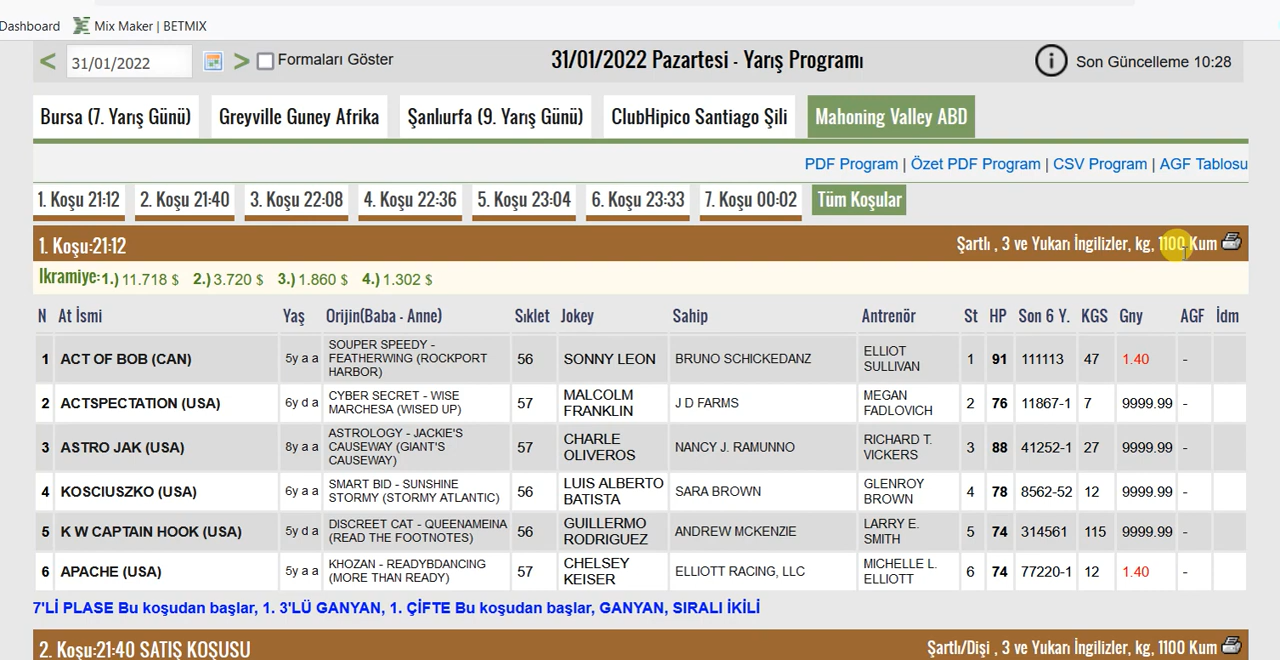 Dashboard Mix Maker | BETMIX
< 31/01/2022 > Formaları Göster 31/01/2022 Pazartesi - Yarış Programı i Son Güncelleme 10:28
Bursa (7. Yarış Günü) Greyville Guney Afrika Şanlıurfa (9. Yarış Günü) ClubHipico Santiago Şili Mahoning Valley ABD
PDF Program | Özet PDF Program | CSV Program | AGF Tablosu
1. Koşu 21:12 2. Koşu 21:40 3. Koşu 22:08 4. Koşu 22:36 5. Koşu 23:04 6. Koşu 23:33 7. Koşu 00:02 Tüm Koşular
1. Koşu:21:12 Şartlı , 3 ve Yukarı İngilizler, kg, 1100 Kum
Ikramiye:1.) 11.718 $ 2.) 3.720 $ 3.) 1.860 $ 4.) 1.302 $
N At İsmi Yaş Orijin(Baba - Anne) Sıklet Jokey Sahip Antrenör St HP Son 6 Y. KGS Gny AGF İdm
1 ACT OF BOB (CAN) 5y a a SOUPER SPEEDY - FEATHERWING (ROCKPORT HARBOR) 56 SONNY LEON BRUNO SCHICKEDANZ ELLIOT SULLIVAN 1 91 111113 47 1.40 -
2 ACTSPECTATION (USA) 6y d a CYBER SECRET - WISE MARCHESA (WISED UP) 57 MALCOLM FRANKLIN J D FARMS MEGAN FADLOVICH 2 76 11867-1 7 9999.99 -
3 ASTRO JAK (USA) 8y a a ASTROLOGY - JACKIE'S CAUSEWAY (GIANT'S CAUSEWAY) 57 CHARLE OLIVEROS NANCY J. RAMUNNO RICHARD T. VICKERS 3 88 41252-1 27 9999.99 -
4 KOSCIUSZKO (USA) 6y a a SMART BID - SUNSHINE STORMY (STORMY ATLANTIC) 56 LUIS ALBERTO BATISTA SARA BROWN GLENROY BROWN 4 78 8562-52 12 9999.99 -
5 K W CAPTAIN HOOK (USA) 5y d a DISCREET CAT - QUEENAMEINA (READ THE FOOTNOTES) 56 GUILLERMO RODRIGUEZ ANDREW MCKENZIE LARRY E. SMITH 5 74 314561 115 9999.99 -
6 APACHE (USA) 5y a a KHOZAN - READYBDANCING (MORE THAN READY) 57 CHELSEY KEISER ELLIOTT RACING, LLC MICHELLE L. ELLIOTT 6 74 77220-1 12 1.40 -
7'Lİ PLASE Bu koşudan başlar, 1. 3'LÜ GANYAN, 1. ÇİFTE Bu koşudan başlar, GANYAN, SIRALI İKİLİ
2. Koşu:21:40 SATIŞ KOŞUSU Şartlı/Dişi , 3 ve Yukarı İngilizler, kg, 1100 Kum